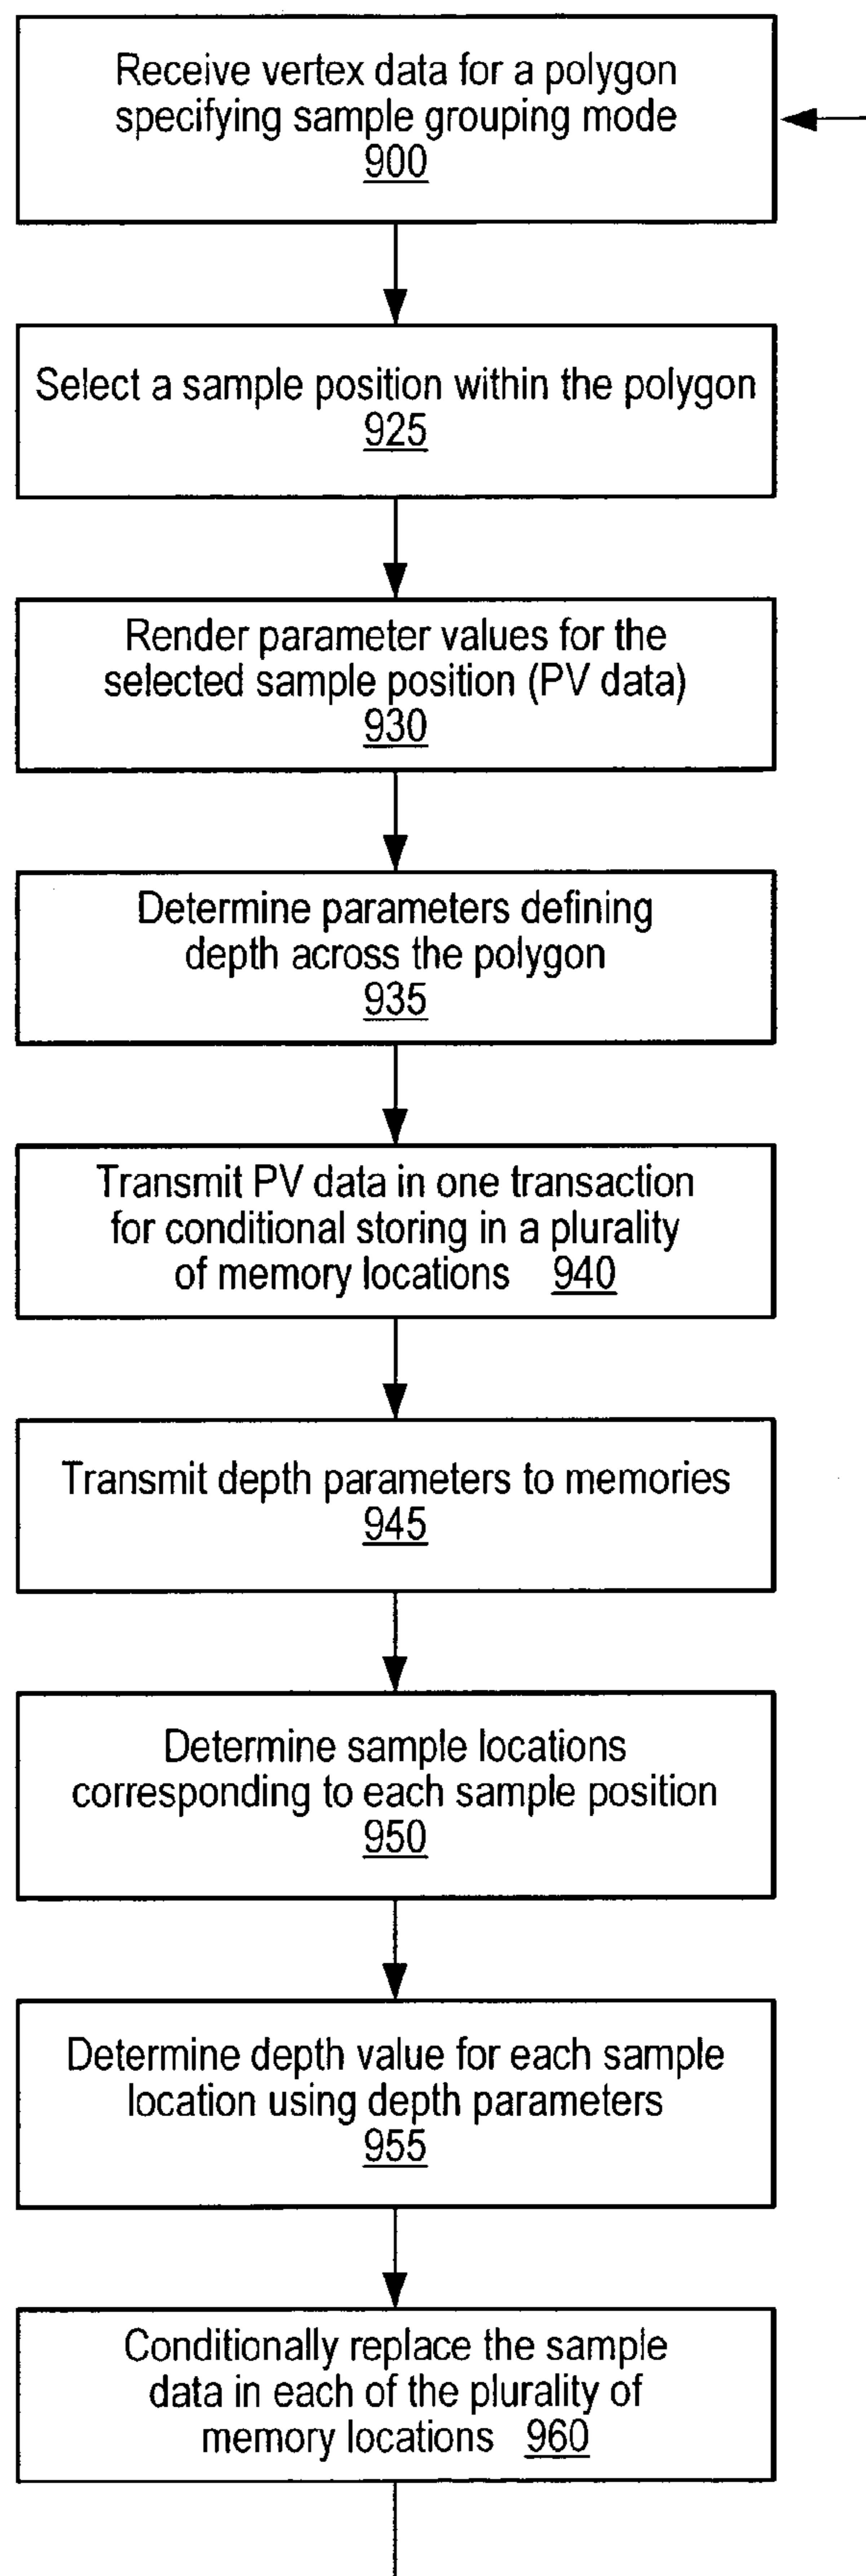 Receive vertex data for a polygon
specifying sample grouping mode
900
Select a sample position within the polygon
925
Render parameter values for the
selected sample position (PV data)
930
Determine parameters defining
depth across the polygon
935
Transmit PV data in one transaction
for conditional storing in a plurality
of memory locations 940
Transmit depth parameters to memories
945
Determine sample locations
corresponding to each sample position
950
Determine depth value for each sample
location using depth parameters
955
Conditionally replace the sample
data in each of the plurality of
memory locations 960